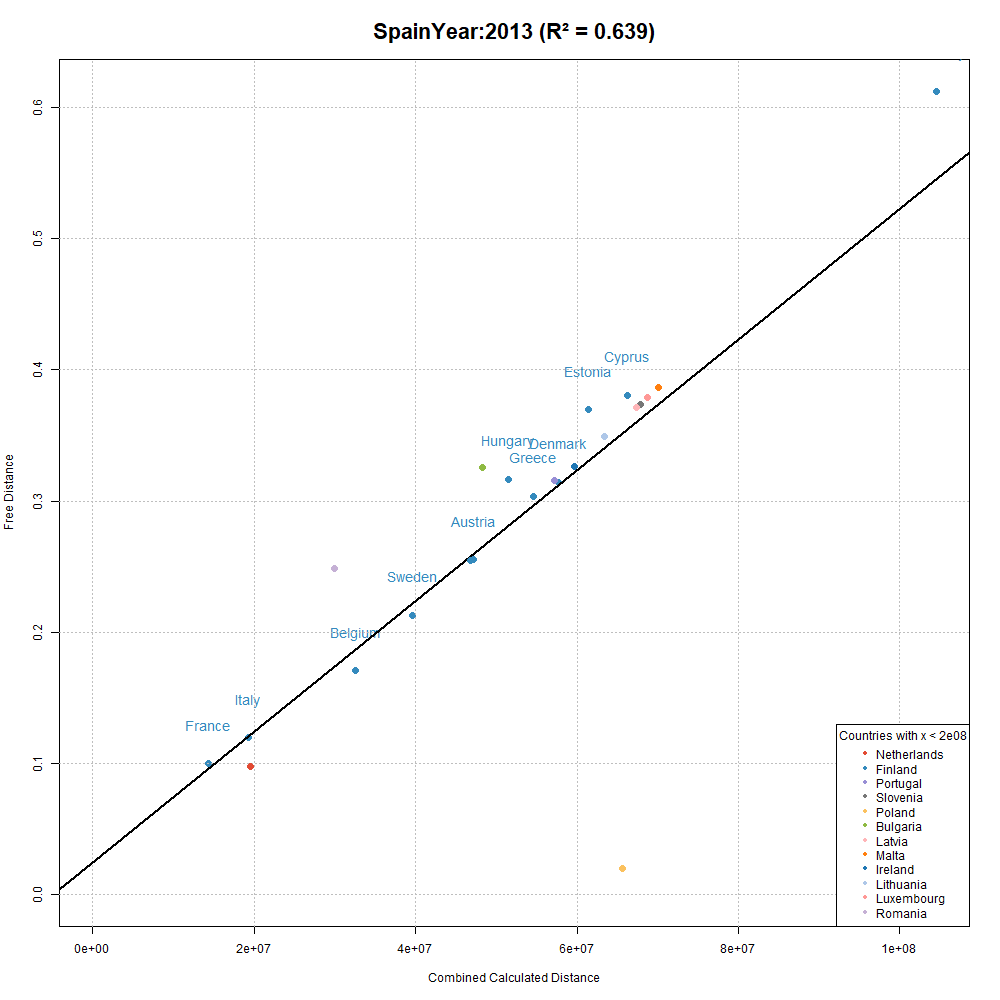 SpainYear:2013 (R² = 0.639)
Free Distance
0.6
0.5
0.4
0.3
0.2
0.1
0.0
Cyprus
Estonia
Hungary
Denmark
Greece
Austria
Sweden
Belgium
Italy
France
Countries with x < 2e08
Netherlands
Finland
Portugal
Slovenia
Poland
Bulgaria
Latvia
Malta
Ireland
Lithuania
Luxembourg
Romania
0e+00 2e+07 4e+07 6e+07 8e+07 1e+08
Combined Calculated Distance